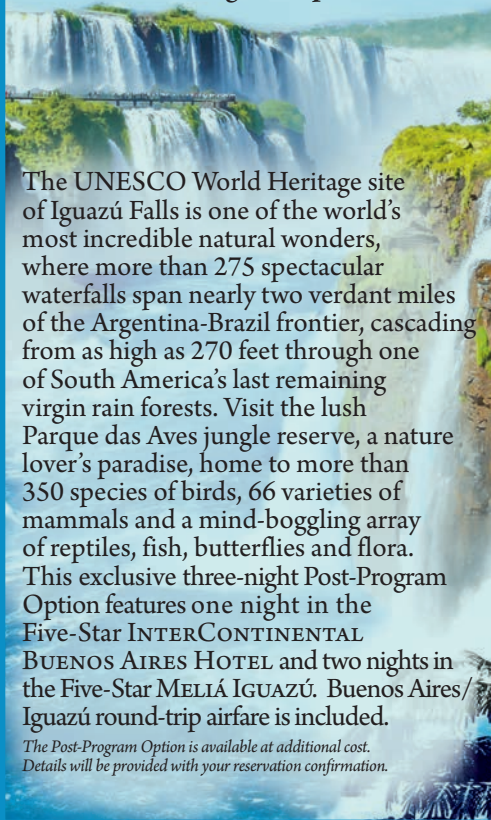 The UNESCO World Heritage site
of Iguazú Falls is one of the world’s
most incredible natural wonders,
where more than 275 spectacular
waterfalls span nearly two verdant miles
of the Argentina-Brazil frontier, cascading
from as high as 270 feet through one
of South America’s last remaining
virgin rain forests. Visit the lush
Parque das Aves jungle reserve, a nature
lover’s paradise, home to more than
350 species of birds, 66 varieties of
mammals and a mind-boggling array
of reptiles, fish, butterflies and flora.
This exclusive three-night Post-Program
Option features one night in the
Five-Star InterContinental
Buenos Aires Hotel and two nights in
the Five-Star Meliá Iguazú. Buenos Aires/
Iguazú round-trip airfare is included.
The Post-Program Option is available at additional cost.
Details will be provided with your reservation confirmation.